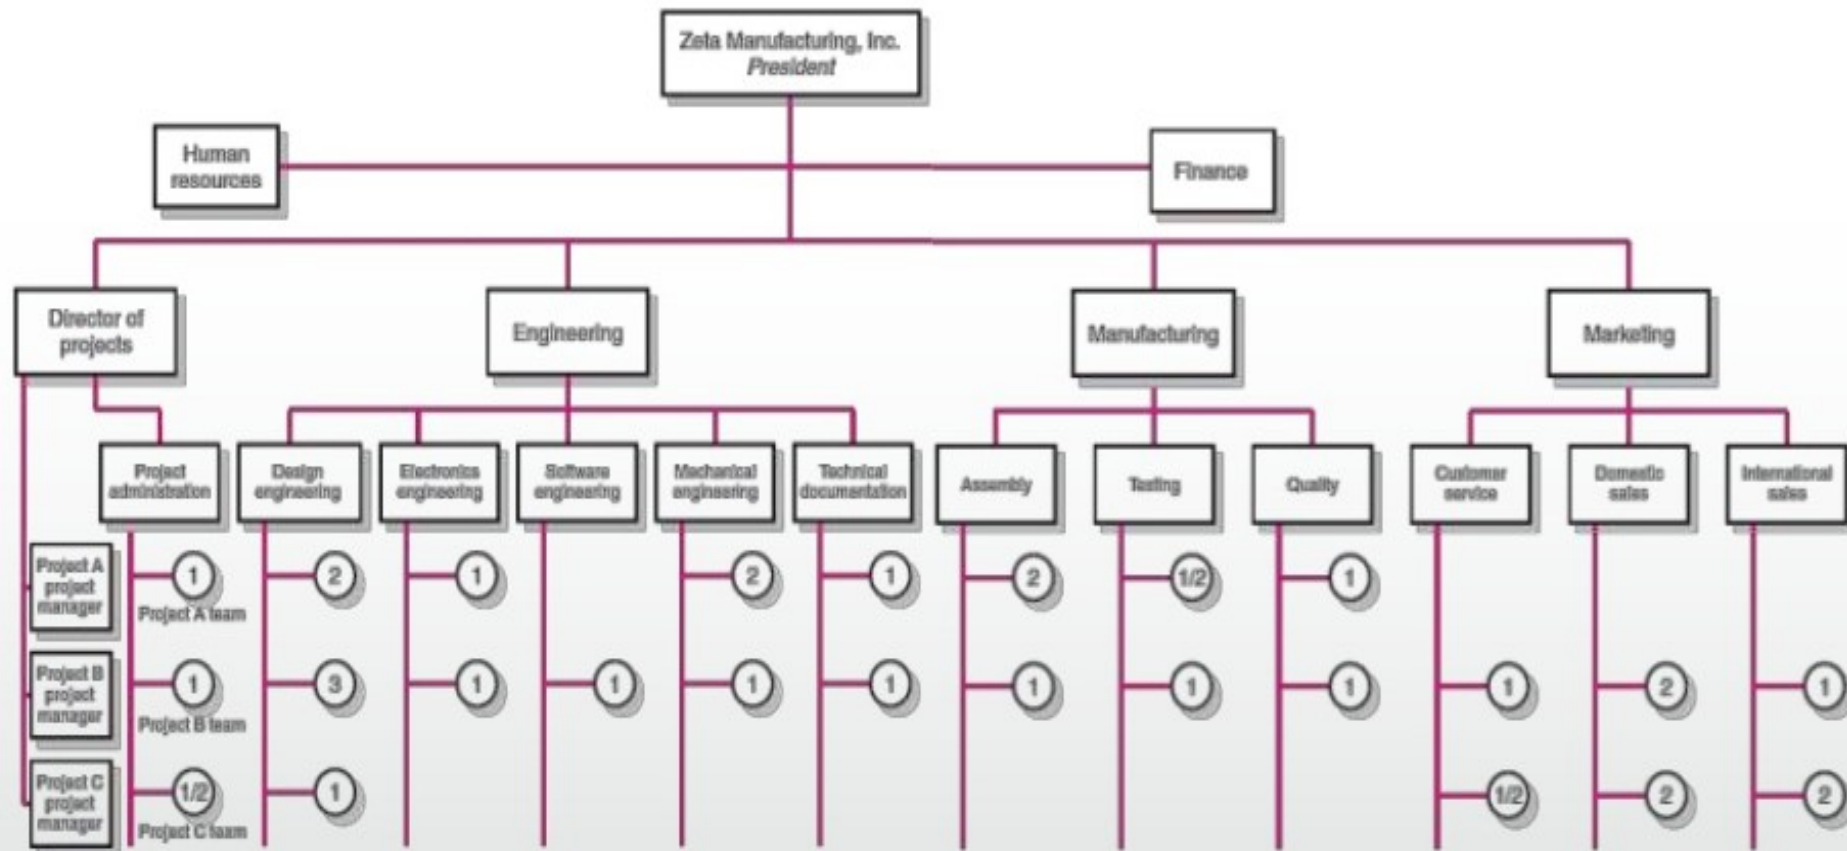 Zeta Manufacturing, Inc.
President
Human
resources
Finance
Director of
projects
Engineering
Manufacturing
Marketing
Project
administration
Design
engineering
Electronics
engineering
Software
engineering
Mechanical
engineering
Technical
documentation
Assembly
Testing
Quality
Customer
service
Domestic
sales
International
sales
Project A
project
manager
1
2
1
2
1
2
1/2
1
Project A team
Project B
project
manager
1
3
1
1
1
1
1
1
1
1
2
1
Project B team
Project C
project
manager
1/2
1
1/2
2
2
Project C team